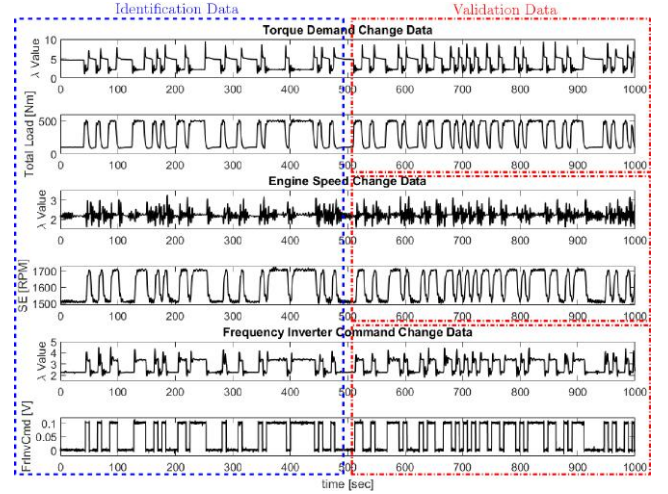 Identification Data Validation Data
Torque Demand Change Data
λ Value
10
5
0
0 100 200 300 400 500 600 700 800 900 1000
Total Load [Nm]
500
0
0 100 200 300 400 500 600 700 800 900 1000
Engine Speed Change Data
λ Value
3
2
0 100 200 300 400 500 600 700 800 900 1000
SE [RPM]
1700
1600
1500
0 100 200 300 400 500 600 700 800 900 1000
Frequency Inverter Command Change Data
λ Value
5
4
3
2
0 100 200 300 400 500 600 700 800 900 1000
FrInvCmd [V]
0.1
0.05
0
0 100 200 300 400 500 600 700 800 900 1000
time [sec]